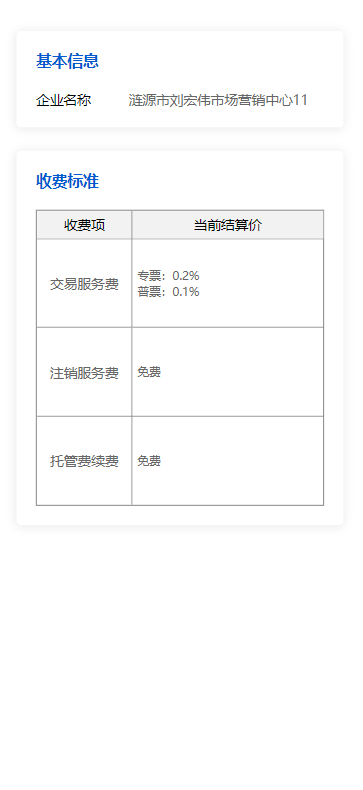 基本信息
企业名称 涟源市刘宏伟市场营销中心11
收费标准
收费项 当前结算价
交易服务费 专票：0.2%
普票：0.1%
注销服务费 免费
托管费续费 免费